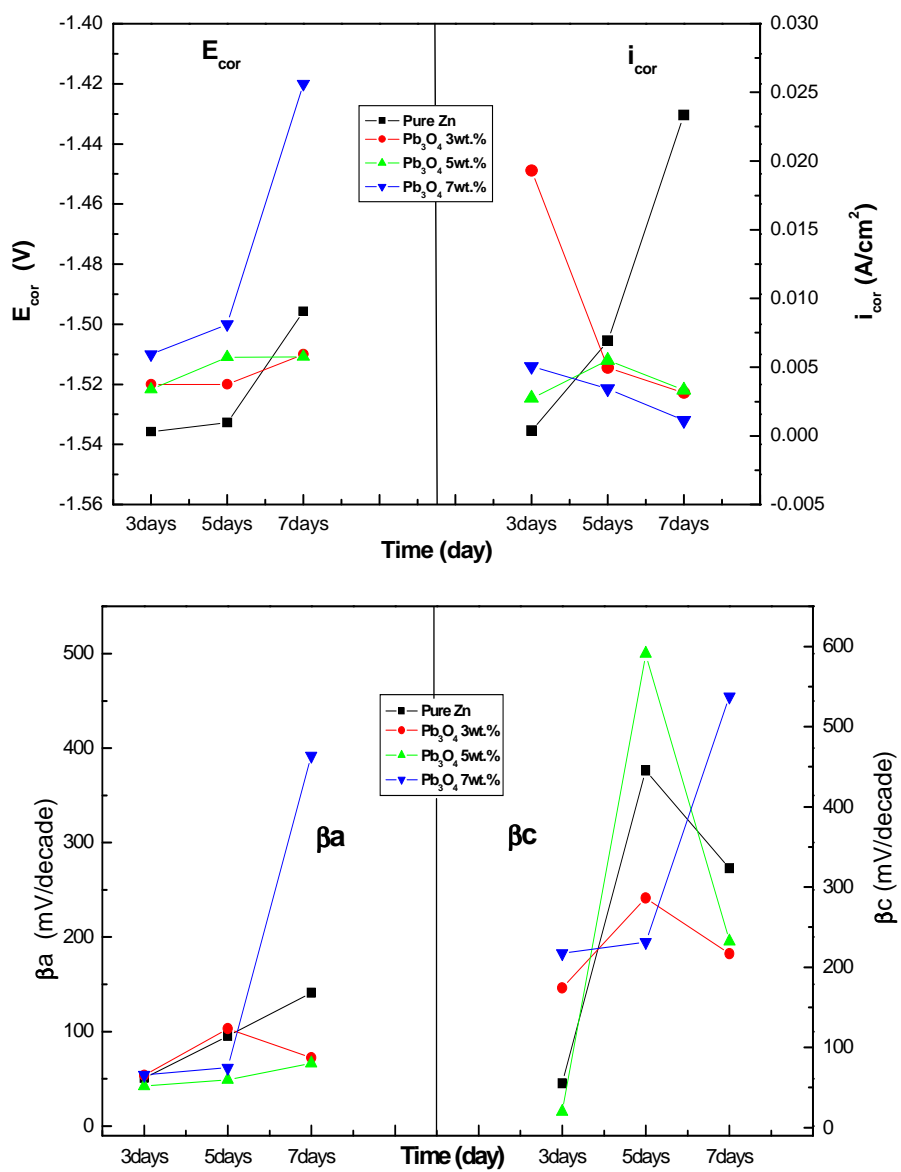 E_cor
i_cor
Pure Zn
Pb₃O₄ 3wt.%
Pb₃O₄ 5wt.%
Pb₃O₄ 7wt.%
-1.40
-1.42
-1.44
-1.46
-1.48
-1.50
-1.52
-1.54
-1.56
E_cor (V)
0.030
0.025
0.020
0.015
0.010
0.005
0.000
-0.005
i_cor (A/cm²)
3days 5days 7days 3days 5days 7days
Time (day)
500
400
300
200
100
0
βa (mV/decade)
Pure Zn
Pb₃O₄ 3wt.%
Pb₃O₄ 5wt.%
Pb₃O₄ 7wt.%
βa
βc
600
500
400
300
200
100
0
βc (mV/decade)
3days 5days 7days Time (day) 3days 5days 7days